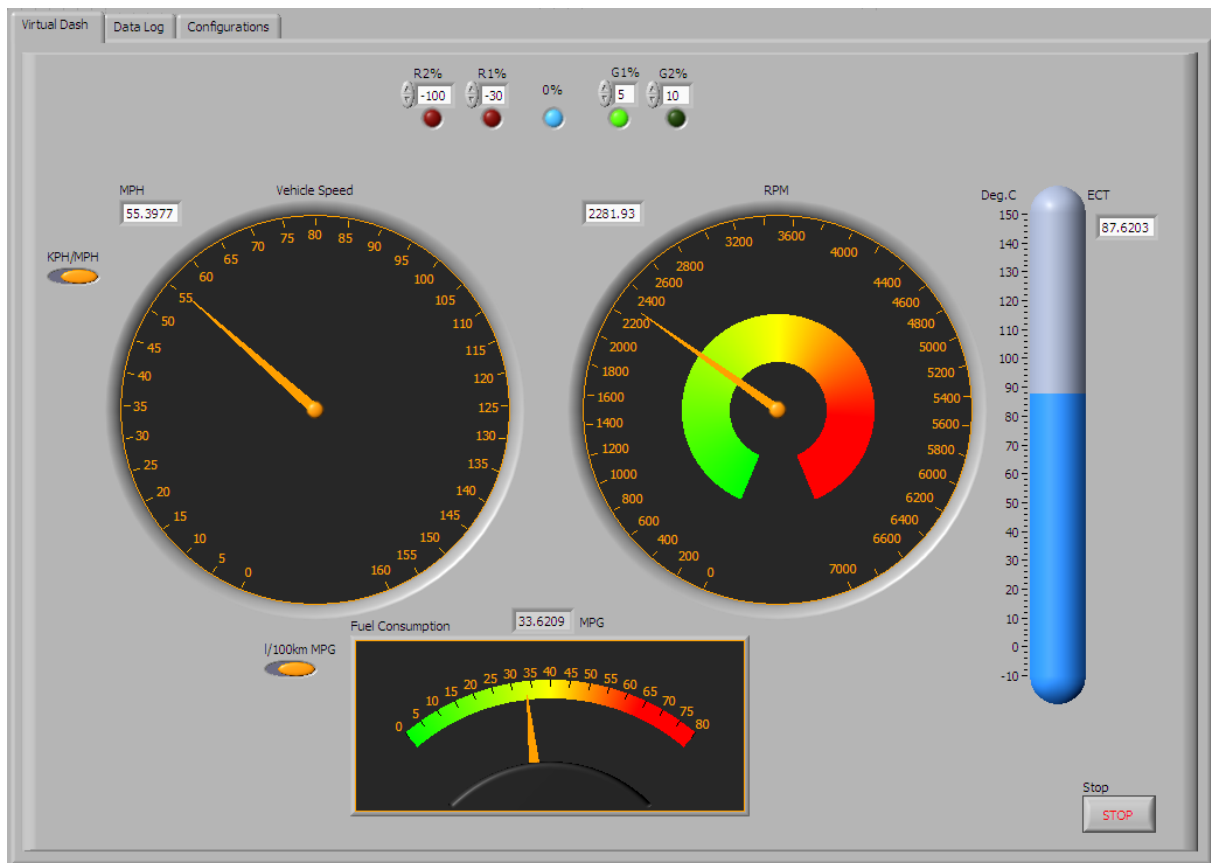 Virtual Dash Data Log Configurations
R2% R1% 0% G1% G2%
-100 -30 5 10
MPH Vehicle Speed RPM
55.3977 2281.93
Deg.C ECT
87.6203
KPH/MPH
0 5 10 15 20 25 30 35 40 45 50 55 60 65 70 75 80 85 90 95 100 105 110 115 120 125 130 135 140 145 150 155 160
0 200 400 600 800 1000 1200 1400 1600 1800 2000 2200 2400 2600 2800 3200 3600 4000 4400 4600 4800 5000 5200 5400 5600 5800 6000 6200 6400 6600 7000
150
140
130
120
110
100
90
80
70
60
50
40
30
20
10
0
-10
Fuel Consumption 33.6209 MPG
l/100km MPG
0 5 10 15 20 25 30 35 40 45 50 55 60 65 70 75 80
Stop
STOP